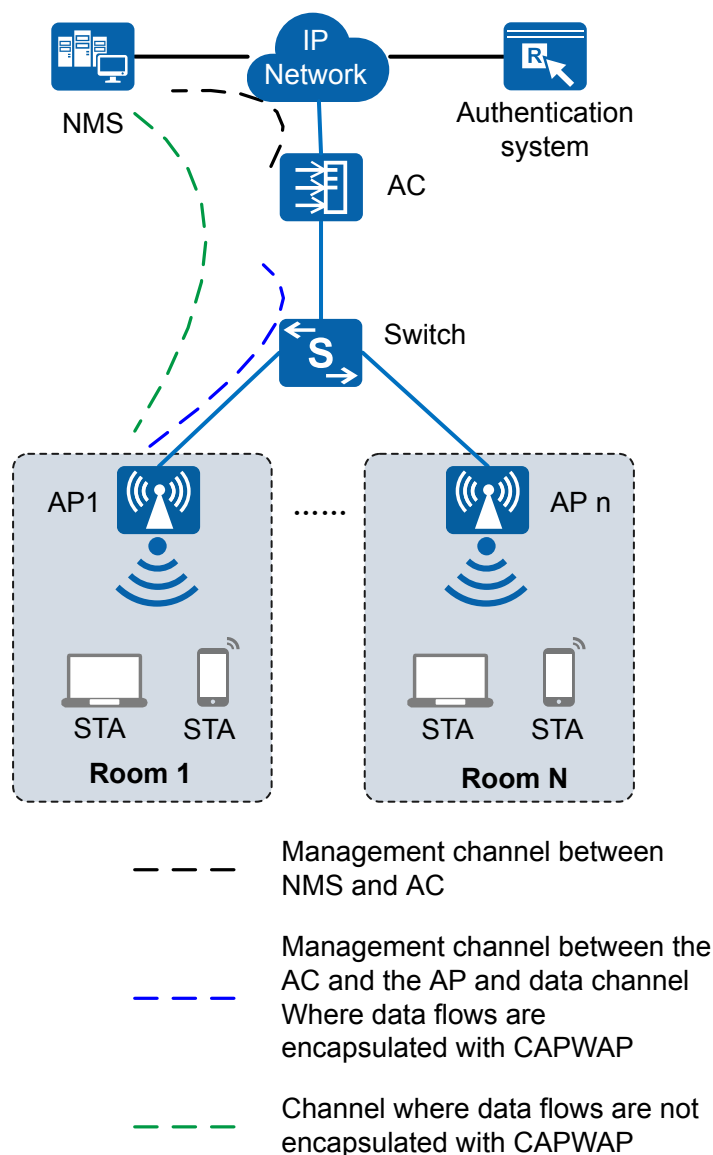 IP
Network
NMS
Authentication
system
R
AC
Switch
S
AP1
......
AP n
STA
STA
STA
STA
Room 1
Room N
Management channel between
NMS and AC
Management channel between the
AC and the AP and data channel
Where data flows are
encapsulated with CAPWAP
Channel where data flows are not
encapsulated with CAPWAP